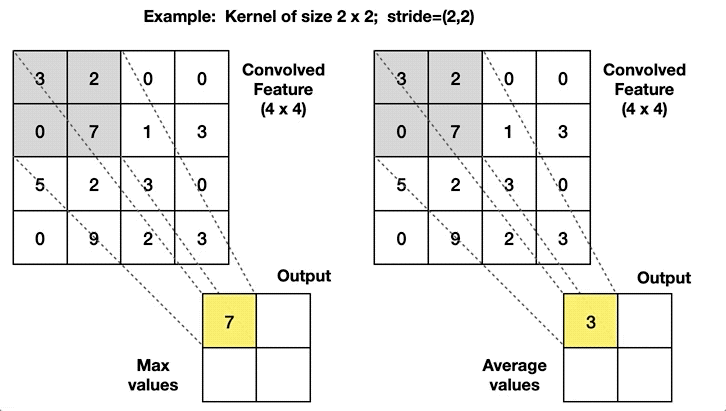 Example: Kernel of size 2 x 2; stride=(2,2)
3 2 0 0
0 7 1 3
5 2 3 0
0 9 2 3
Convolved
Feature
(4 x 4)
Output
7
Max
values
3 2 0 0
0 7 1 3
5 2 3 0
0 9 2 3
Convolved
Feature
(4 x 4)
Output
3
Average
values